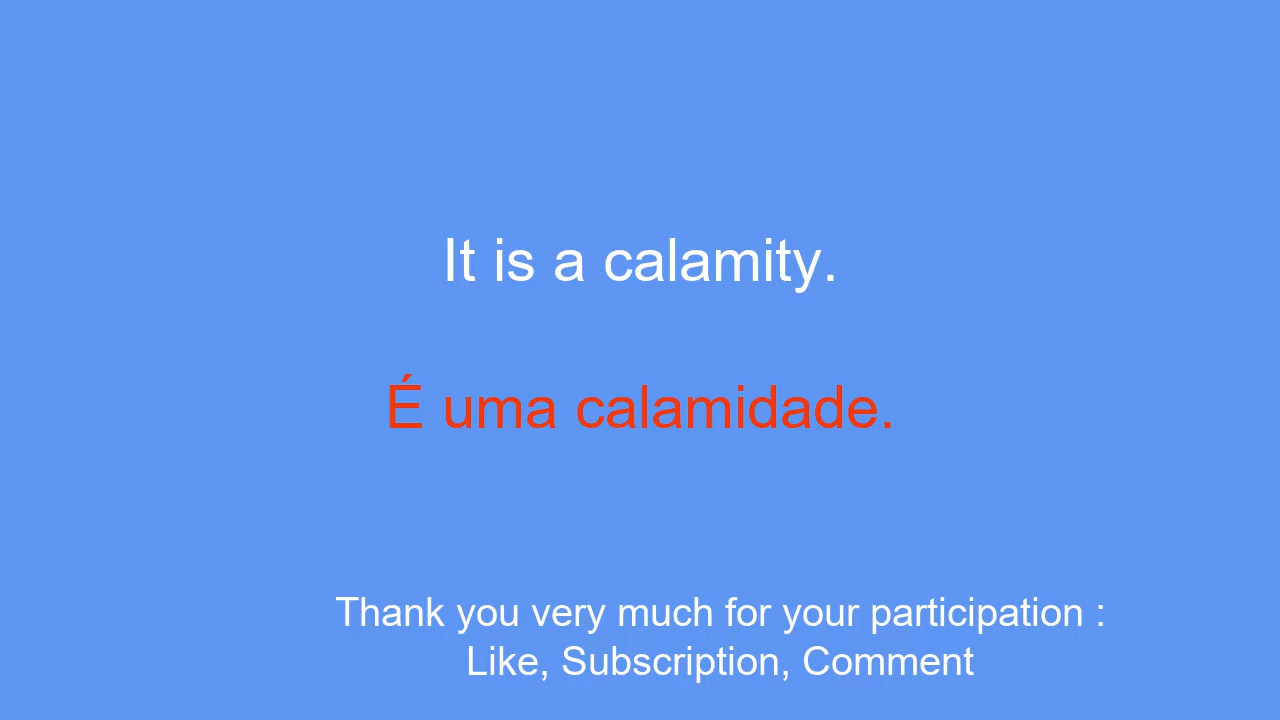 It is a calamity.
É uma calamidade.
Thank you very much for your participation :
Like, Subscription, Comment